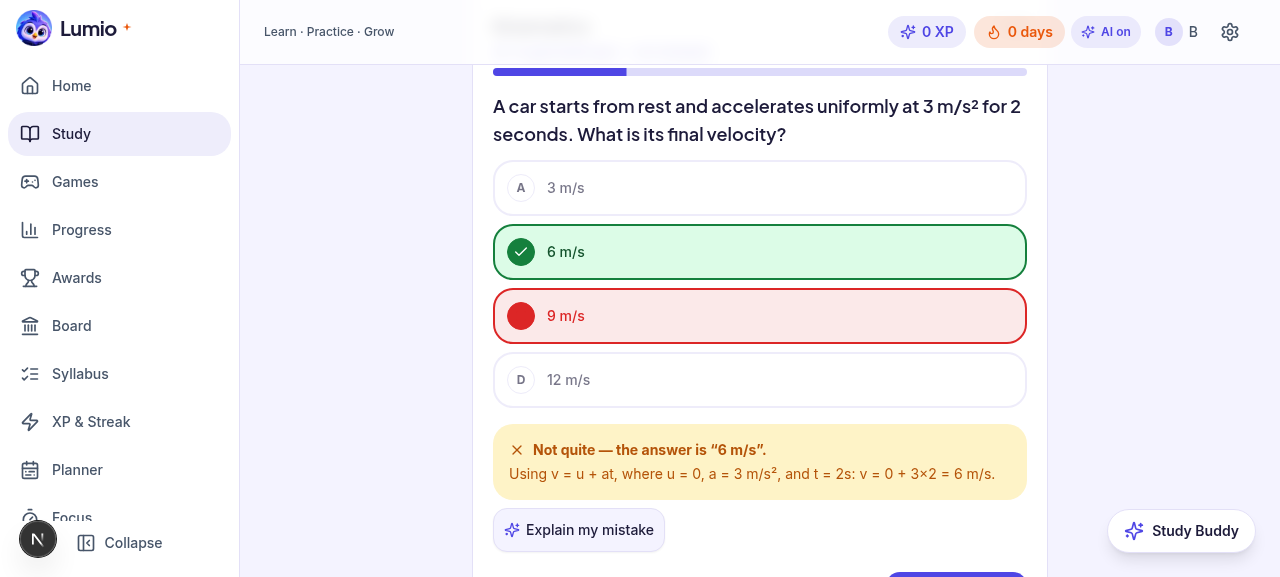 Lumio
Learn · Practice · Grow
0 XP
0 days
AI on
B
B
Home
Study
Games
Progress
Awards
Board
Syllabus
XP & Streak
Planner
Focus
N
Collapse
A car starts from rest and accelerates uniformly at 3 m/s² for 2
seconds. What is its final velocity?
A
3 m/s
6 m/s
9 m/s
D
12 m/s
Not quite — the answer is “6 m/s”.
Using v = u + at, where u = 0, a = 3 m/s², and t = 2s: v = 0 + 3×2 = 6 m/s.
Explain my mistake
Study Buddy